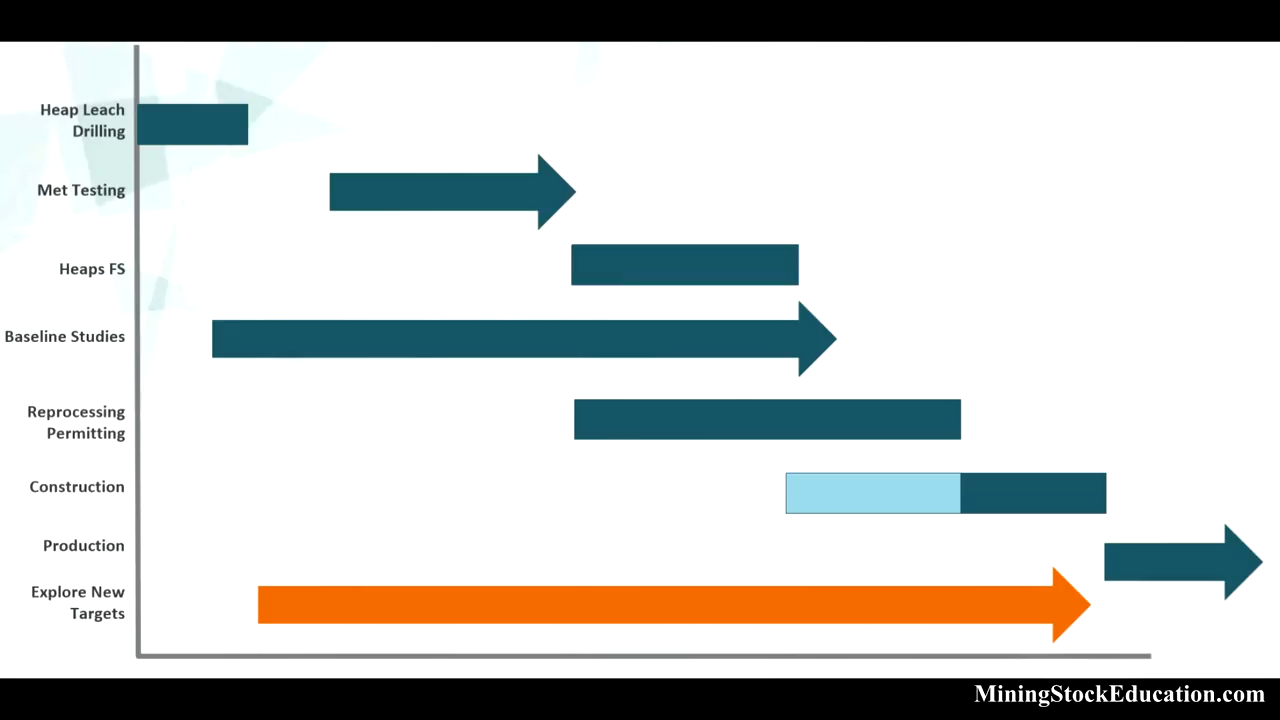 Heap Leach
Drilling
Met Testing
Heaps FS
Baseline Studies
Reprocessing
Permitting
Construction
Production
Explore New
Targets
MiningStockEducation.com